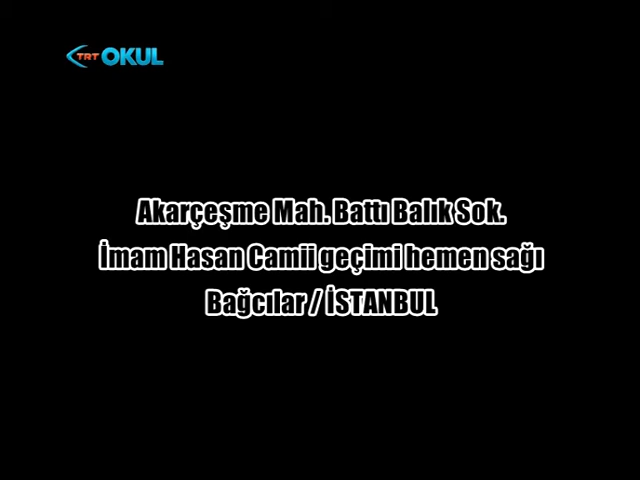 TRT OKUL
Akarçeşme Mah. Battı Balık Sok.
İmam Hasan Camii geçimi hemen sağı
Bağcılar / İSTANBUL